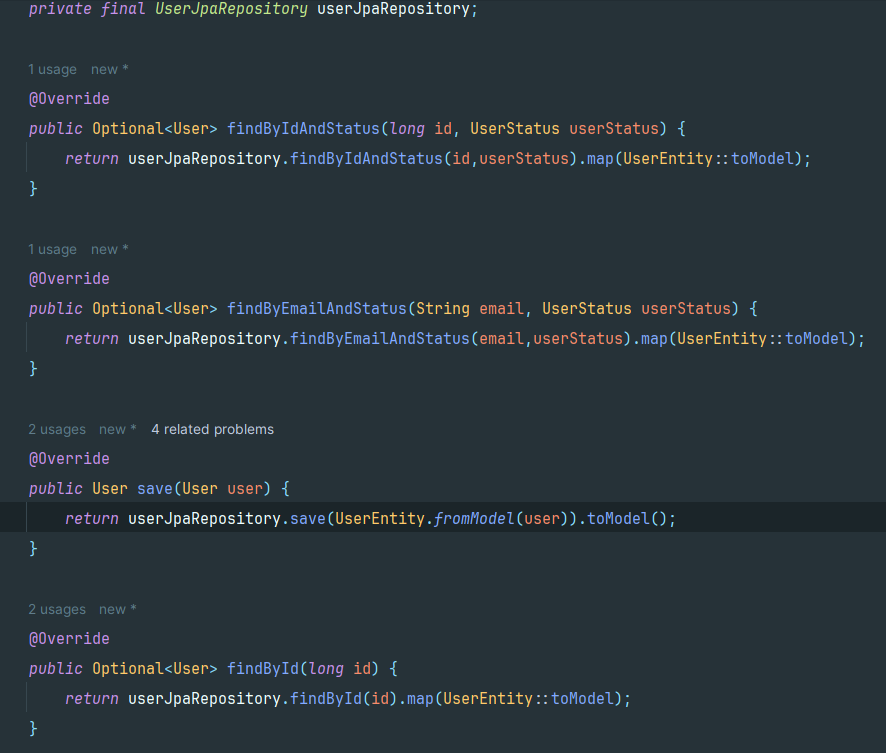 private final UserJpaRepository userJpaRepository;
1 usage new *
@Override
public Optional<User> findByIdAndStatus(long id, UserStatus userStatus) {
return userJpaRepository.findByIdAndStatus(id,userStatus).map(UserEntity::toModel);
}
1 usage new *
@Override
public Optional<User> findByEmailAndStatus(String email, UserStatus userStatus) {
return userJpaRepository.findByEmailAndStatus(email,userStatus).map(UserEntity::toModel);
}
2 usages new * 4 related problems
@Override
public User save(User user) {
return userJpaRepository.save(UserEntity.fromModel(user)).toModel();
}
2 usages new *
@Override
public Optional<User> findById(long id) {
return userJpaRepository.findById(id).map(UserEntity::toModel);
}